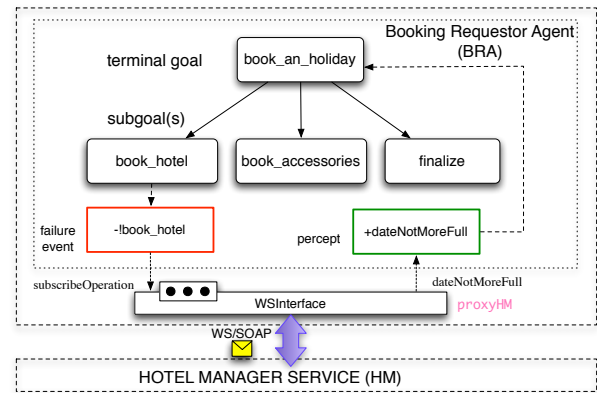 Booking Requestor Agent
(BRA)
terminal goal
book_an_holiday
subgoal(s)
book_hotel
book_accessories
finalize
failure
event
-!book_hotel
percept
+dateNotMoreFull
subscribeOperation
dateNotMoreFull
WSInterface
proxyHM
WS/SOAP
HOTEL MANAGER SERVICE (HM)